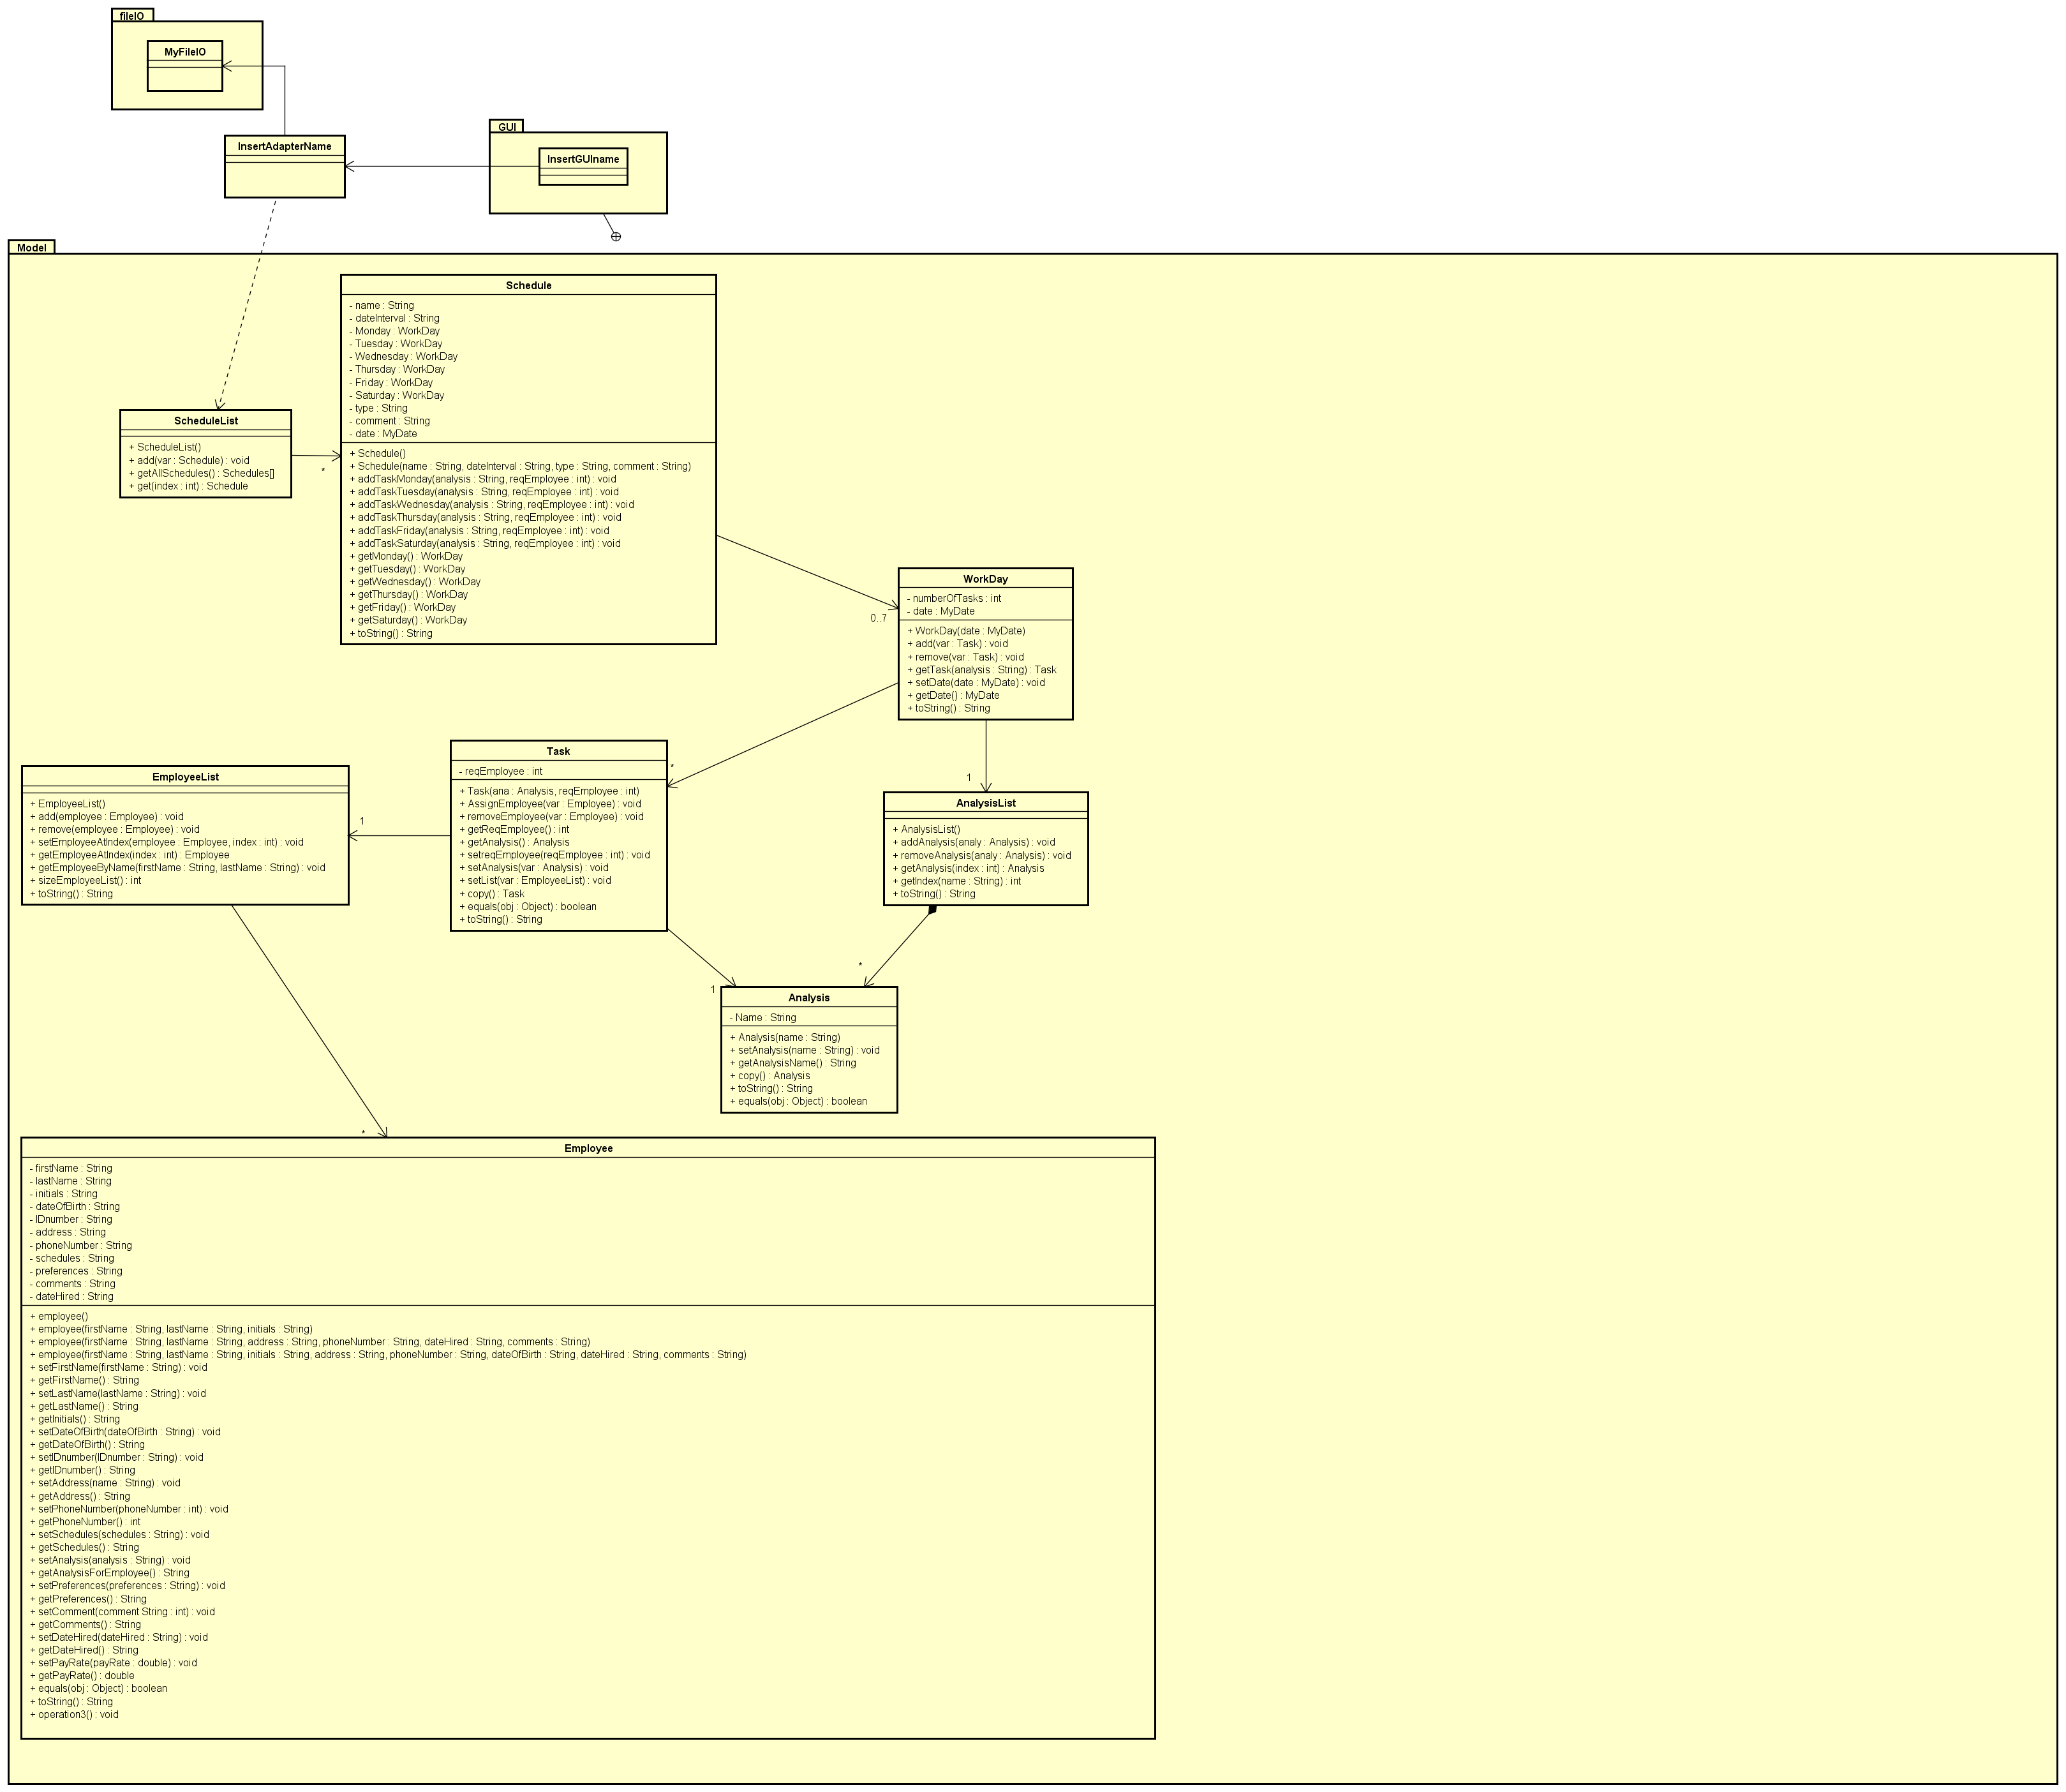 fileIO
MyFileIO
InsertAdapterName
GUI
InsertGUIname
Model
Schedule
- name : String
- dateInterval : String
- Monday : WorkDay
- Tuesday : WorkDay
- Wednesday : WorkDay
- Thursday : WorkDay
- Friday : WorkDay
- Saturday : WorkDay
- type : String
- comment : String
- date : MyDate
+ Schedule()
+ Schedule(name : String, dateInterval : String, type : String, comment : String)
+ addTaskMonday(analysis : String, reqEmployee : int) : void
+ addTaskTuesday(analysis : String, reqEmployee : int) : void
+ addTaskWednesday(analysis : String, reqEmployee : int) : void
+ addTaskThursday(analysis : String, reqEmployee : int) : void
+ addTaskFriday(analysis : String, reqEmployee : int) : void
+ addTaskSaturday(analysis : String, reqEmployee : int) : void
+ getMonday() : WorkDay
+ getTuesday() : WorkDay
+ getWednesday() : WorkDay
+ getThursday() : WorkDay
+ getFriday() : WorkDay
+ getSaturday() : WorkDay
+ toString() : String
ScheduleList
+ ScheduleList()
+ add(var : Schedule) : void
+ getAllSchedules() : Schedules[]
+ get(index : int) : Schedule
*
0..7
WorkDay
- numberOfTasks : int
- date : MyDate
+ WorkDay(date : MyDate)
+ add(var : Task) : void
+ remove(var : Task) : void
+ getTask(analysis : String) : Task
+ setDate(date : MyDate) : void
+ getDate() : MyDate
+ toString() : String
*
1
Task
- reqEmployee : int
+ Task(ana : Analysis, reqEmployee : int)
+ AssignEmployee(var : Employee) : void
+ removeEmployee(var : Employee) : void
+ getReqEmployee() : int
+ getAnalysis() : Analysis
+ setreqEmployee(reqEmployee : int) : void
+ setAnalysis(var : Analysis) : void
+ setList(var : EmployeeList) : void
+ copy() : Task
+ equals(obj : Object) : boolean
+ toString() : String
1
EmployeeList
+ EmployeeList()
+ add(employee : Employee) : void
+ remove(employee : Employee) : void
+ setEmployeeAtIndex(employee : Employee, index : int) : void
+ getEmployeeAtIndex(index : int) : Employee
+ getEmployeeByName(firstName : String, lastName : String) : void
+ sizeEmployeeList() : int
+ toString() : String
AnalysisList
+ AnalysisList()
+ addAnalysis(analy : Analysis) : void
+ removeAnalysis(analy : Analysis) : void
+ getAnalysis(index : int) : Analysis
+ getIndex(name : String) : int
+ toString() : String
*
1
Analysis
- Name : String
+ Analysis(name : String)
+ setAnalysis(name : String) : void
+ getAnalysisName() : String
+ copy() : Analysis
+ toString() : String
+ equals(obj : Object) : boolean
*
Employee
- firstName : String
- lastName : String
- initials : String
- dateOfBirth : String
- IDnumber : String
- address : String
- phoneNumber : String
- schedules : String
- preferences : String
- comments : String
- dateHired : String
+ employee()
+ employee(firstName : String, lastName : String, initials : String)
+ employee(firstName : String, lastName : String, address : String, phoneNumber : String, dateHired : String, comments : String)
+ employee(firstName : String, lastName : String, initials : String, address : String, phoneNumber : String, dateOfBirth : String, dateHired : String, comments : String)
+ setFirstName(firstName : String) : void
+ getFirstName() : String
+ setLastName(lastName : String) : void
+ getLastName() : String
+ getInitials() : String
+ setDateOfBirth(dateOfBirth : String) : void
+ getDateOfBirth() : String
+ setIDnumber(IDnumber : String) : void
+ getIDnumber() : String
+ setAddress(name : String) : void
+ getAddress() : String
+ setPhoneNumber(phoneNumber : int) : void
+ getPhoneNumber() : int
+ setSchedules(schedules : String) : void
+ getSchedules() : String
+ setAnalysis(analysis : String) : void
+ getAnalysisForEmployee() : String
+ setPreferences(preferences : String) : void
+ getPreferences() : String
+ setComment(comment String : int) : void
+ getComments() : String
+ setDateHired(dateHired : String) : void
+ getDateHired() : String
+ setPayRate(payRate : double) : void
+ getPayRate() : double
+ equals(obj : Object) : boolean
+ toString() : String
+ operation3() : void